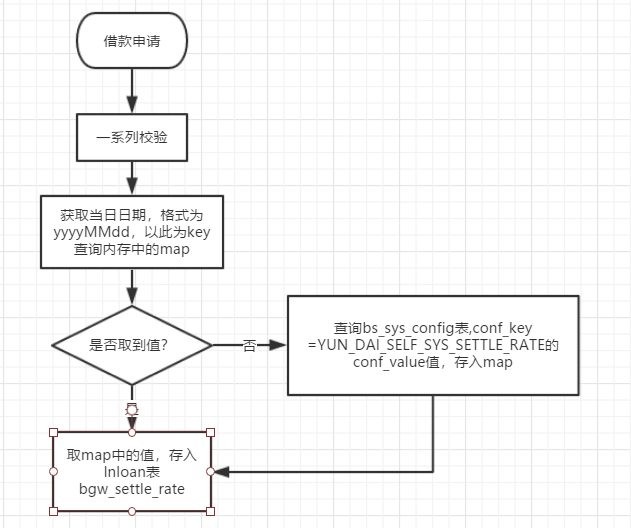 借款申请
一系列校验
获取当日日期，格式为
yyyyMMdd，以此为key
查询内存中的map
是否取到值?
否
查询bs_sys_config表,conf_key
=YUN_DAI_SELF_SYS_SETTLE_RATE的
conf_value值，存入map
是
取map中的值，存入
lnloan表
bgw_settle_rate